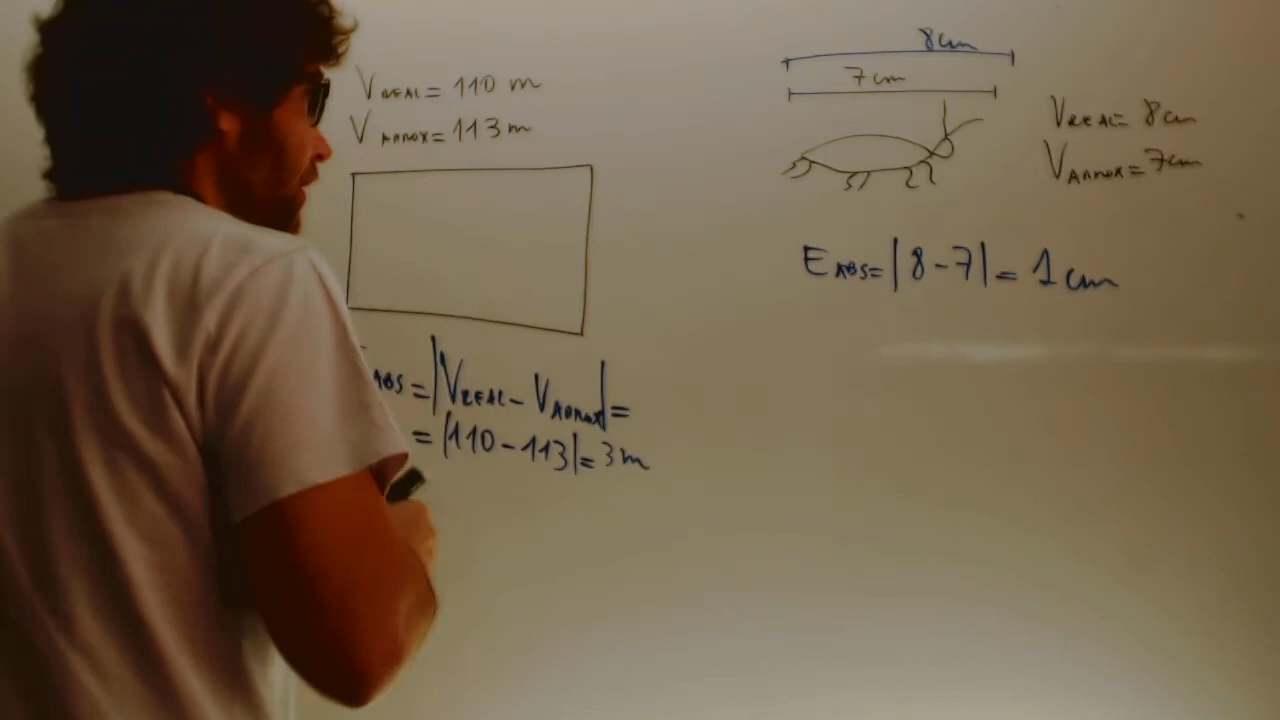 V REAL = 110 m
V APROX = 113 m
ABS = |V REAL - V APROX| =
= |110 - 113| = 3 m
8cm
7cm
V REAL = 8cm
V APROX = 7cm
E ABS = |8 - 7| = 1 cm